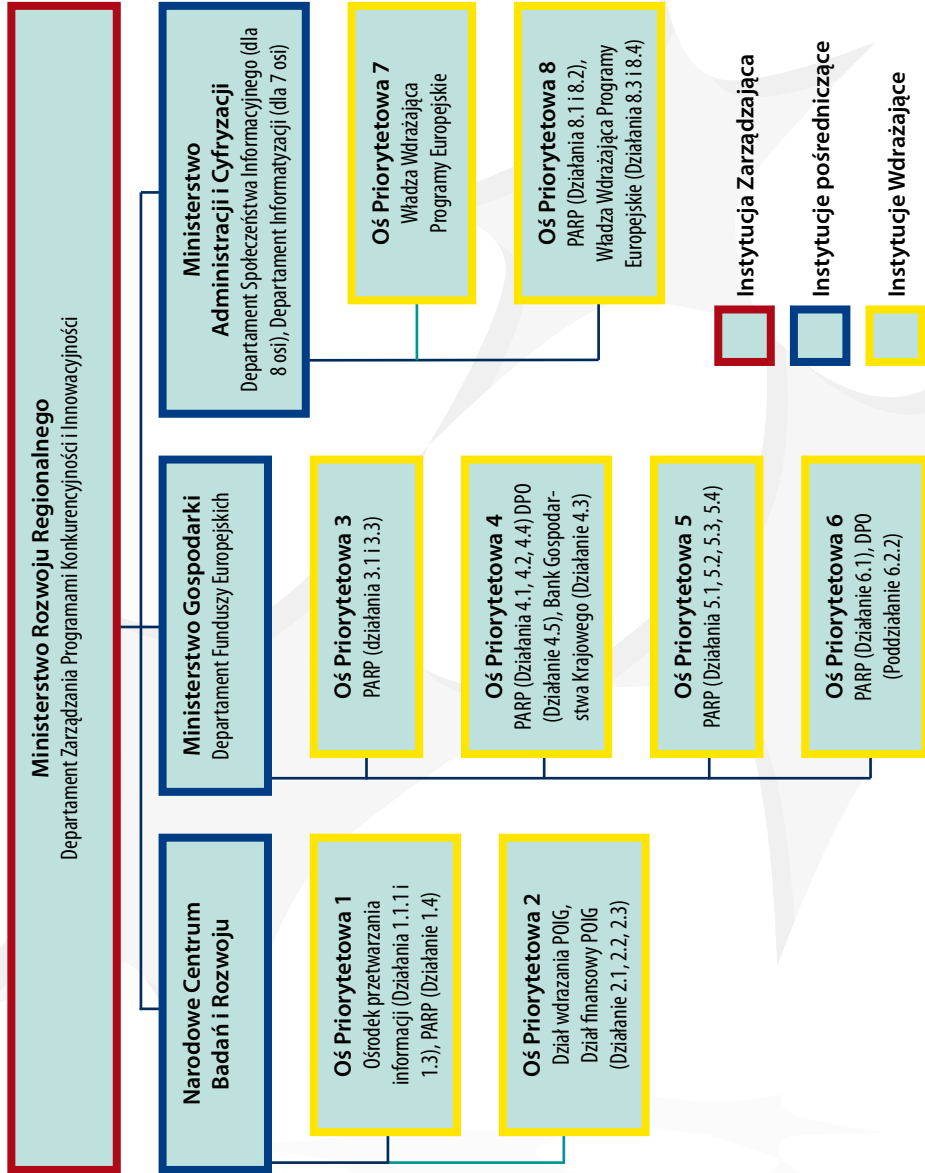 Ministerstwo Rozwoju Regionalnego
Departament Zarządzania Programami Konkurencyjności i Innowacyjności
Narodowe Centrum
Badań i Rozwoju
Oś Priorytetowa 1
Ośrodek przetwarzania
informacji (Działania 1.1.1 i
1.3), PARP (Działanie 1.4)
Oś Priorytetowa 2
Dział wdrazania POIG,
Dział finansowy POIG
(Działanie 2.1, 2.2, 2.3)
Ministerstwo Gospodarki
Departament Funduszy Europejskich
Oś Priorytetowa 3
PARP (działania 3.1 i 3.3)
Oś Priorytetowa 4
PARP (Działania 4.1, 4.2, 4.4) DPO
(Działanie 4.5), Bank Gospodar-
stwa Krajowego (Działanie 4.3)
Oś Priorytetowa 5
PARP (Działania 5.1, 5.2, 5.3, 5.4)
Oś Priorytetowa 6
PARP (Działanie 6.1), DPO
(Poddziałanie 6.2.2)
Ministerstwo
Administracji i Cyfryzacji
Departament Społeczeństwa Informacyjnego (dla
8 osi), Departament Informatyzacji (dla 7 osi)
Oś Priorytetowa 7
Władza Wdrażająca
Programy Europejskie
Oś Priorytetowa 8
PARP (Działania 8.1 i 8.2),
Władza Wdrażająca Programy
Europejskie (Działania 8.3 i 8.4)
Instytucja Zarządzająca
Instytucje pośredniczące
Instytucje Wdrażające